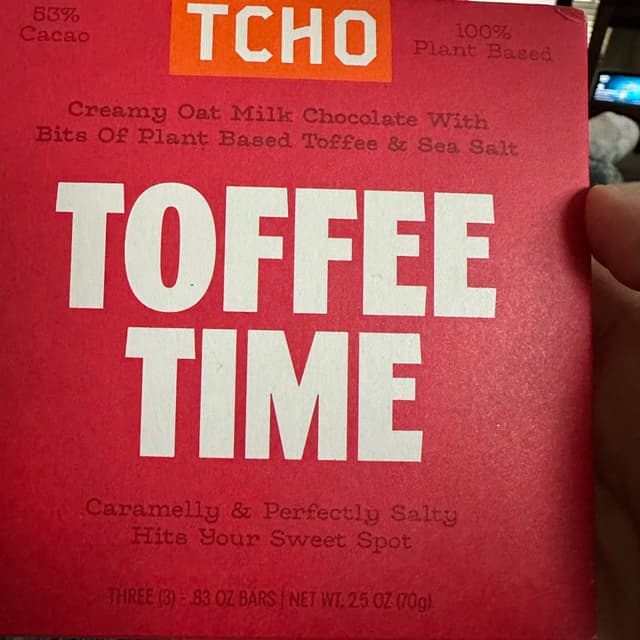 53%
Cacao
TCHO
100%
Plant Based
Creamy Oat Milk Chocolate With
Bits Of Plant Based Toffee & Sea Salt
TOFFEE
TIME
Caramelly & Perfectly Salty
Hits Your Sweet Spot
THREE (3) - .83 OZ BARS | NET WT. 2.5 OZ (70g)